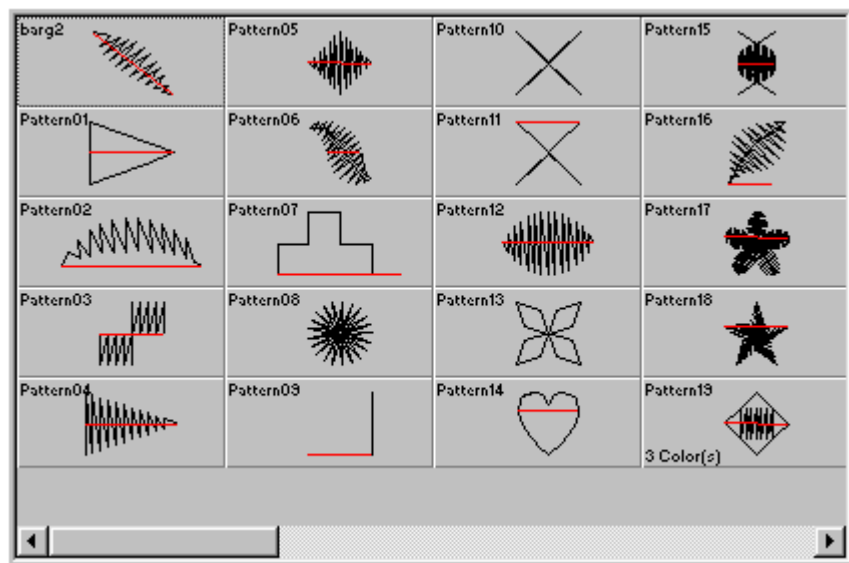 barg2
Pattern05
Pattern10
Pattern15
Pattern01
Pattern06
Pattern11
Pattern16
Pattern02
Pattern07
Pattern12
Pattern17
Pattern03
Pattern08
Pattern13
Pattern18
Pattern04
Pattern09
Pattern14
Pattern19
3 Color(s)